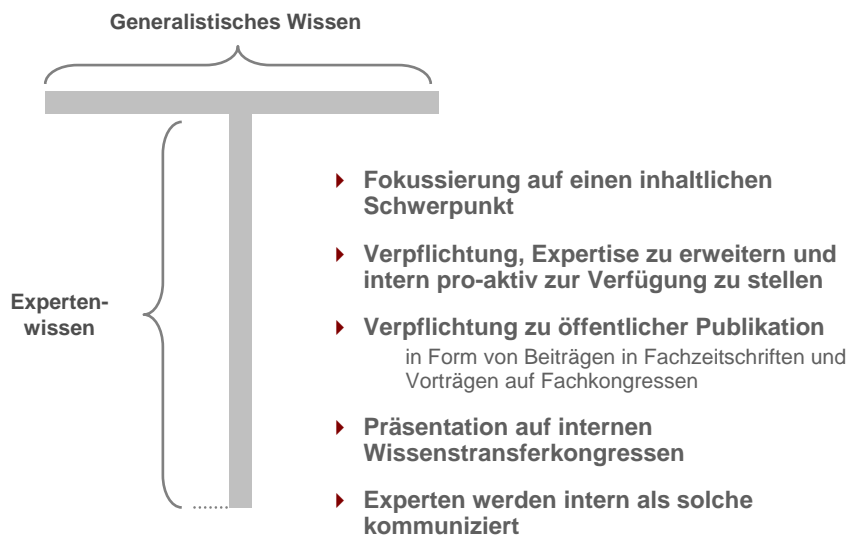 Generalistisches Wissen
Fokussierung auf einen inhaltlichen
Schwerpunkt
Verpflichtung, Expertise zu erweitern und
intern pro-aktiv zur Verfügung zu stellen
Experten-
wissen
Verpflichtung zu öffentlicher Publikation
in Form von Beiträgen in Fachzeitschriften und
Vorträgen auf Fachkongressen
Präsentation auf internen
Wissenstransferkongressen
Experten werden intern als solche
kommuniziert